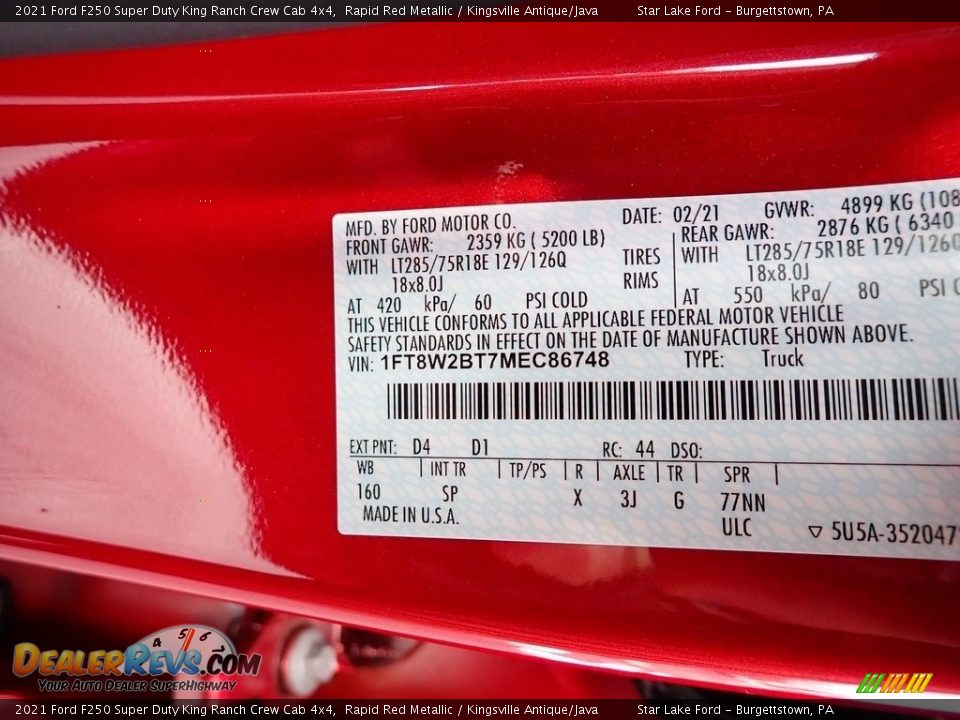 2021 Ford F250 Super Duty King Ranch Crew Cab 4x4, Rapid Red Metallic / Kingsville Antique/Java Star Lake Ford – Burgettstown, PA
MFD. BY FORD MOTOR CO. DATE: 02/21 GVWR: 4899 KG (108
FRONT GAWR: 2359 KG ( 5200 LB) REAR GAWR: 2876 KG ( 6340
WITH LT285/75R18E 129/126Q TIRES WITH LT285/75R18E 129/126Q
18x8.0J RIMS 18x8.0J
AT 420 kPa/ 60 PSI COLD AT 550 kPa/ 80 PSI C
THIS VEHICLE CONFORMS TO ALL APPLICABLE FEDERAL MOTOR VEHICLE
SAFETY STANDARDS IN EFFECT ON THE DATE OF MANUFACTURE SHOWN ABOVE.
VIN: 1FT8W2BT7MEC86748 TYPE: Truck
EXT PNT: D4 D1 RC: 44 DSO:
WB INT TR TP/PS R AXLE TR SPR
160 SP X 3J G 77NN
MADE IN U.S.A. ULC ▽ 5U5A-352047
4 5 6
DEALERREVS.COM
YOUR AUTO DEALER SUPERHIGHWAY
2021 Ford F250 Super Duty King Ranch Crew Cab 4x4, Rapid Red Metallic / Kingsville Antique/Java Star Lake Ford – Burgettstown, PA